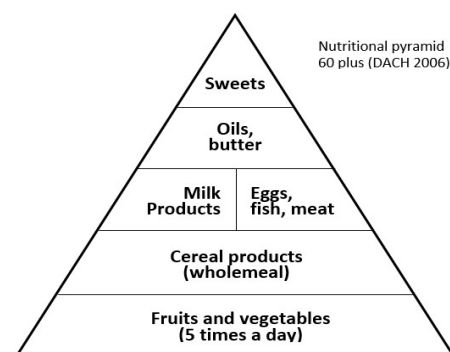 Nutritional pyramid
60 plus (DACH 2006)
Sweets
Oils,
butter
Milk
Products
Eggs,
fish, meat
Cereal products
(wholemeal)
Fruits and vegetables
(5 times a day)